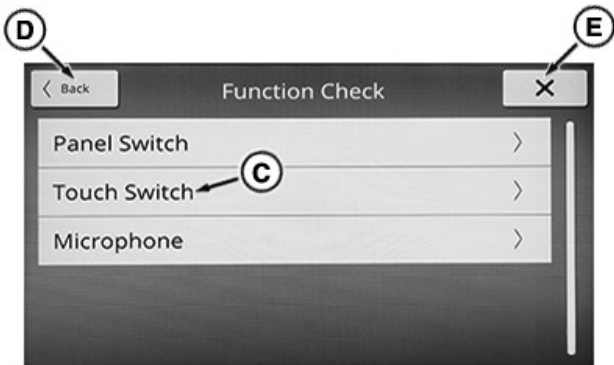 D
E
Back
Function Check
Panel Switch
C
Touch Switch
Microphone